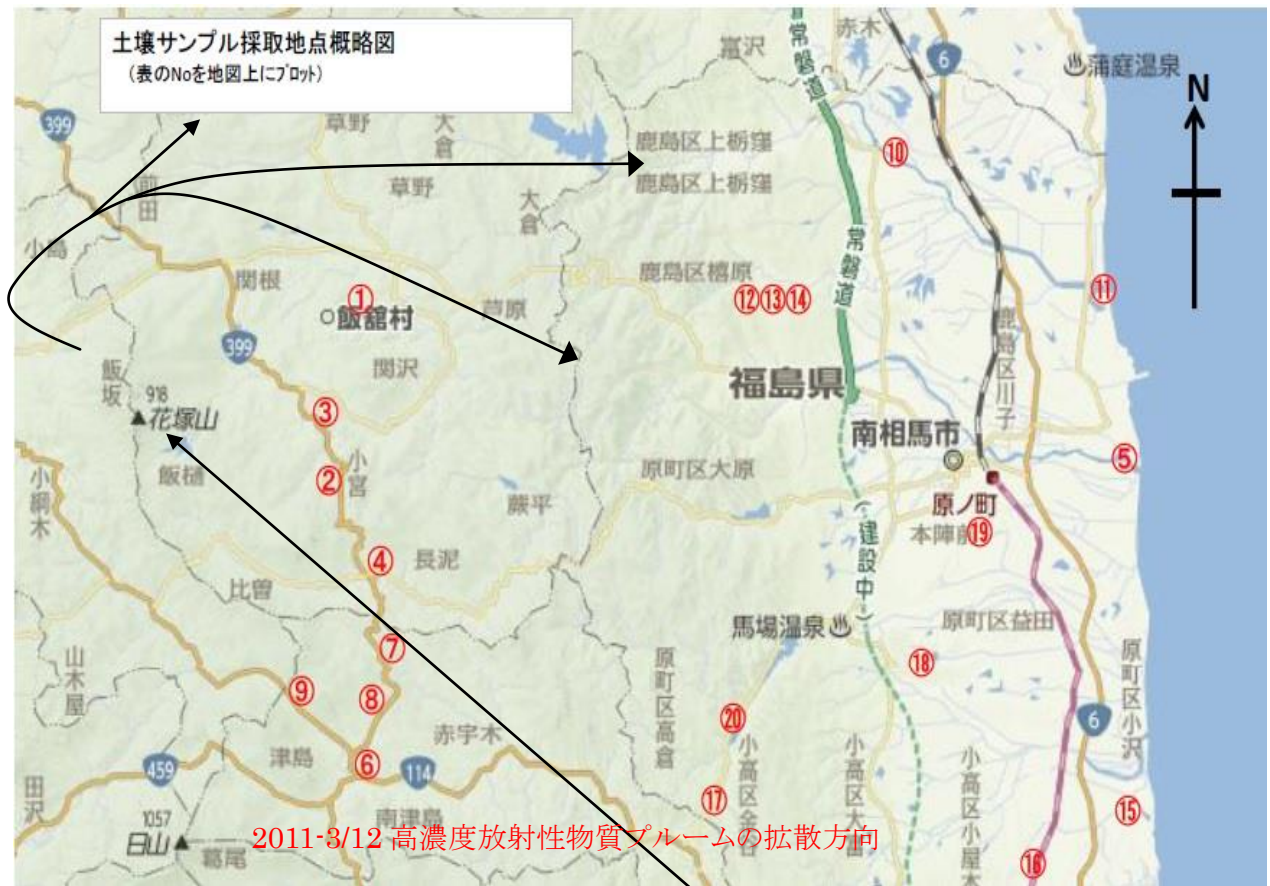 土壌サンプル採取地点概略図
(表のNoを地図上にプロット)
富沢
常磐道
赤木
6
蒲庭温泉
N
399
草野
大倉
鹿島区上栃窪
⑩
鹿島区上栃窪
前田
草野
大倉
小島
関根
鹿島区橲原
常磐道
①
⑫⑬⑭
⑪
飯舘村
芦原
鹿島区川子
399
関沢
飯坂
918
花塚山
福島県
③
南相馬市
小綱木
飯樋
②
小宮
原町区大原
⑤
蕨平
原ノ町
本陣前
⑲
④
長泥
(建設中)
比曽
馬場温泉
原町区益田
山木屋
⑦
原町区高倉
⑱
原町区小沢
⑨
⑧
⑳
6
赤宇木
津島
459
⑥
114
小高区金谷
小高区大田
小高区小屋木
田沢
南津島
⑰
⑮
1057
日山
葛尾
2011-3/12 高濃度放射性物質プルームの拡散方向
⑯